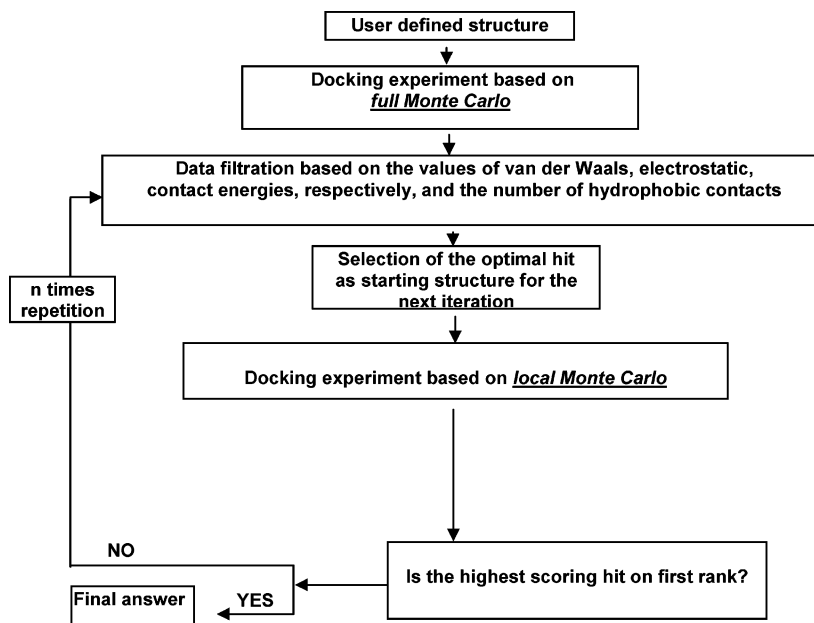 User defined structure
Docking experiment based on
full Monte Carlo
Data filtration based on the values of van der Waals, electrostatic,
contact energies, respectively, and the number of hydrophobic contacts
Selection of the optimal hit
as starting structure for the
next iteration
n times
repetition
Docking experiment based on local Monte Carlo
NO
Is the highest scoring hit on first rank?
Final answer
YES